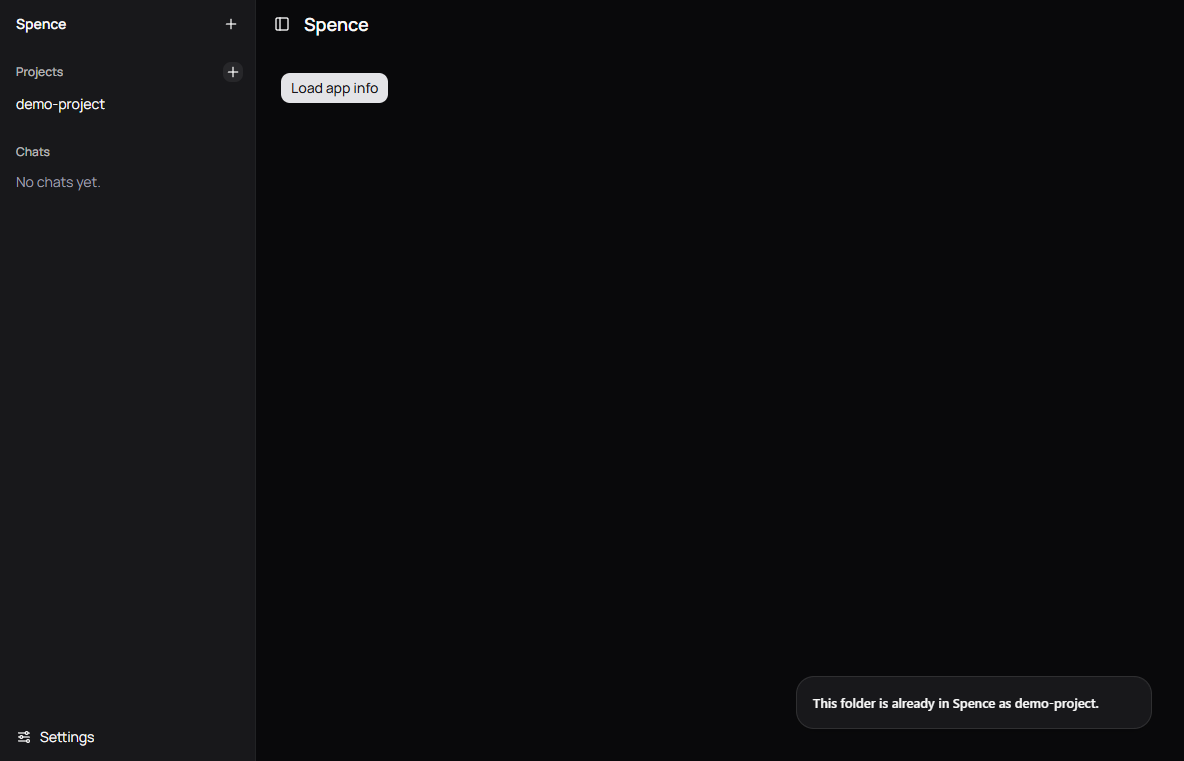 Spence
Projects
demo-project
Chats
No chats yet.
Settings
Spence
Load app info
This folder is already in Spence as demo-project.